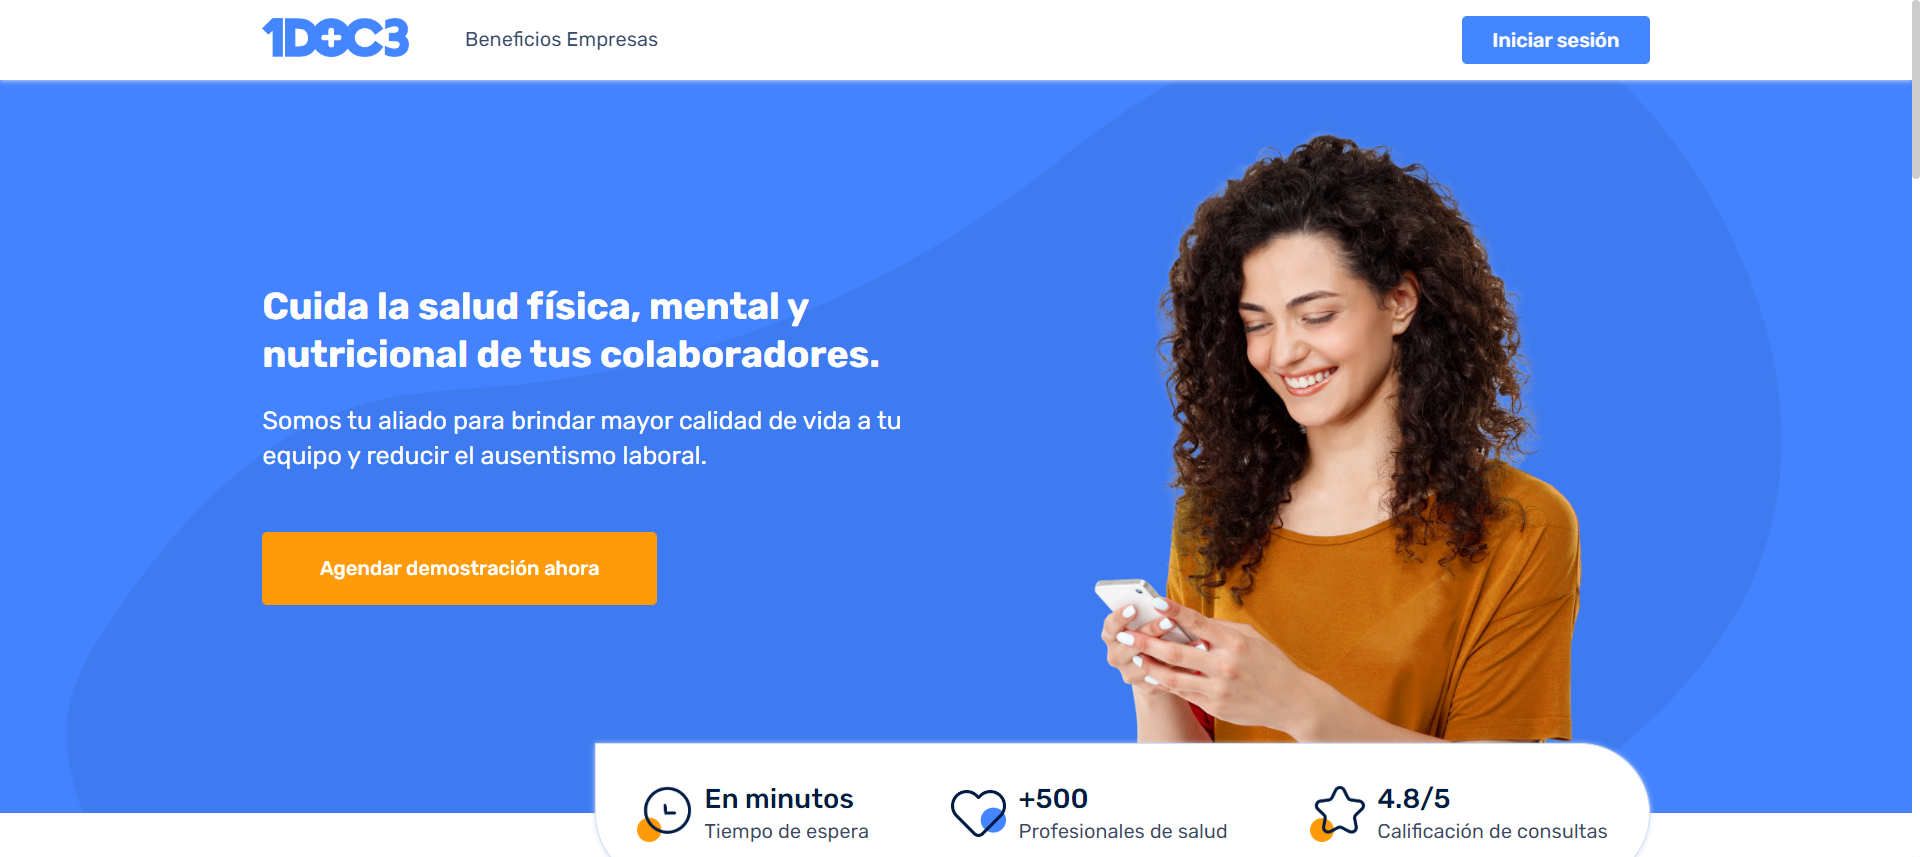 1DOC3
Beneficios Empresas
Iniciar sesión
Cuida la salud física, mental y
nutricional de tus colaboradores.
Somos tu aliado para brindar mayor calidad de vida a tu
equipo y reducir el ausentismo laboral.
Agendar demostración ahora
En minutos
Tiempo de espera
+500
Profesionales de salud
4.8/5
Calificación de consultas